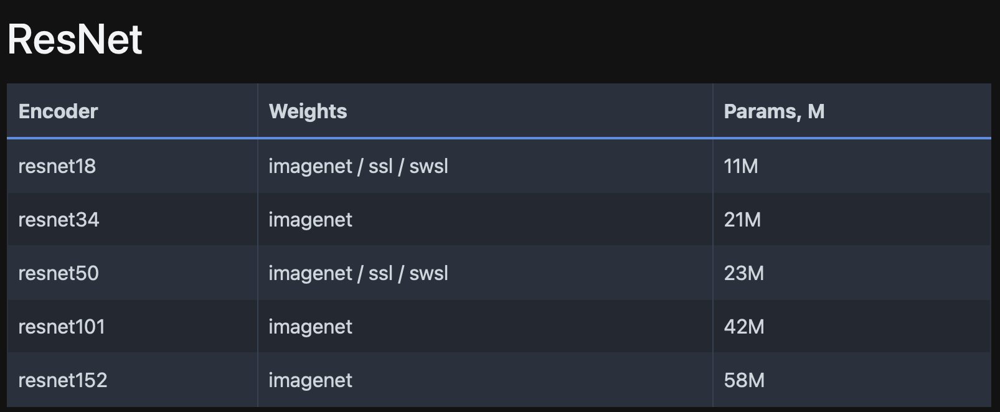 ResNet
Encoder Weights Params, M
resnet18 imagenet / ssl / swsl 11M
resnet34 imagenet 21M
resnet50 imagenet / ssl / swsl 23M
resnet101 imagenet 42M
resnet152 imagenet 58M